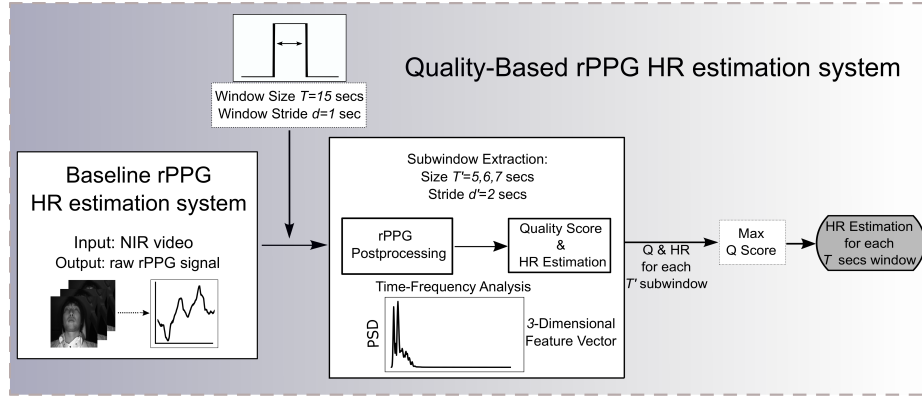 Quality-Based rPPG HR estimation system
Window Size T=15 secs
Window Stride d=1 sec
Baseline rPPG
HR estimation system
Input: NIR video
Output: raw rPPG signal
Subwindow Extraction:
Size T'=5,6,7 secs
Stride d'=2 secs
rPPG
Postprocessing
Quality Score
&
HR Estimation
Time-Frequency Analysis
PSD
3-Dimensional
Feature Vector
Q & HR
for each
T' subwindow
Max
Q Score
HR Estimation
for each
T secs window